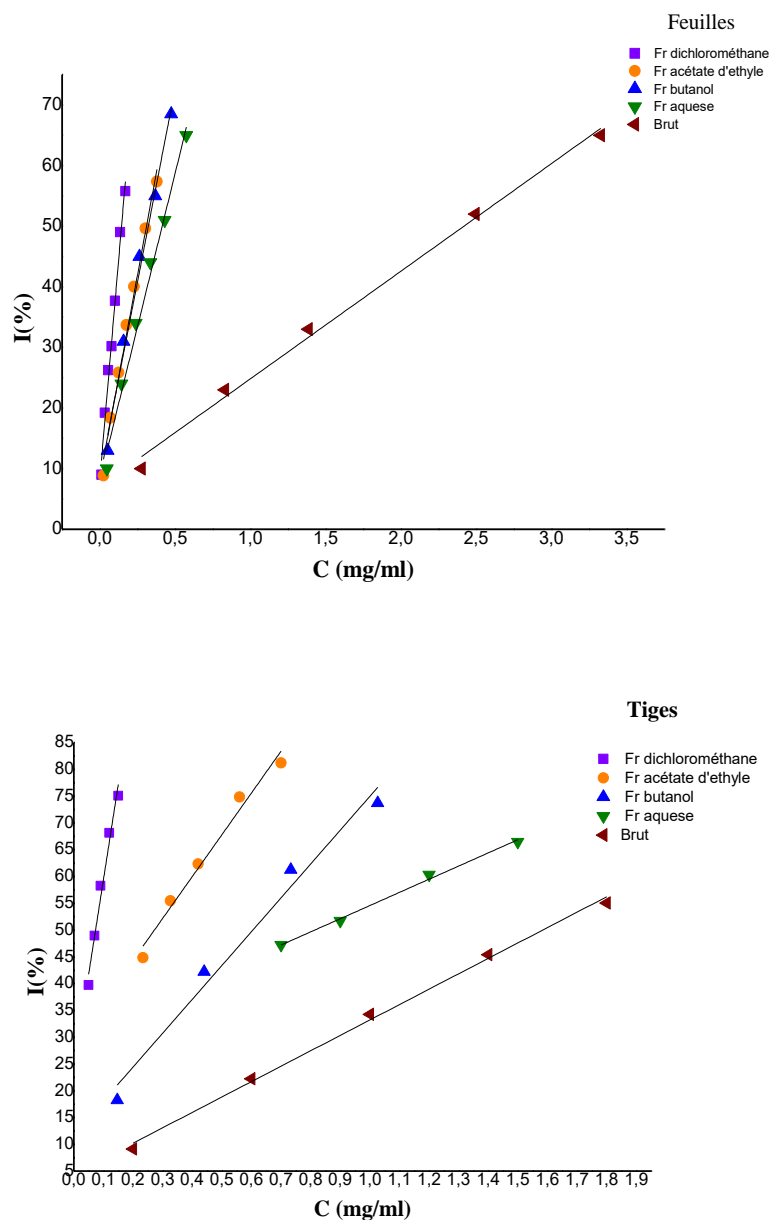 Feuilles
Fr dichlorométhane
Fr acétate d'ethyle
Fr butanol
Fr aquese
Brut
70
60
50
40
30
20
10
0
I(%)
0,0 0,5 1,0 1,5 2,0 2,5 3,0 3,5
C (mg/ml)
Tiges
Fr dichlorométhane
Fr acétate d'ethyle
Fr butanol
Fr aquese
Brut
85
80
75
70
65
60
55
50
45
40
35
30
25
20
15
10
5
I(%)
0,0 0,1 0,2 0,3 0,4 0,5 0,6 0,7 0,8 0,9 1,0 1,1 1,2 1,3 1,4 1,5 1,6 1,7 1,8 1,9
C (mg/ml)